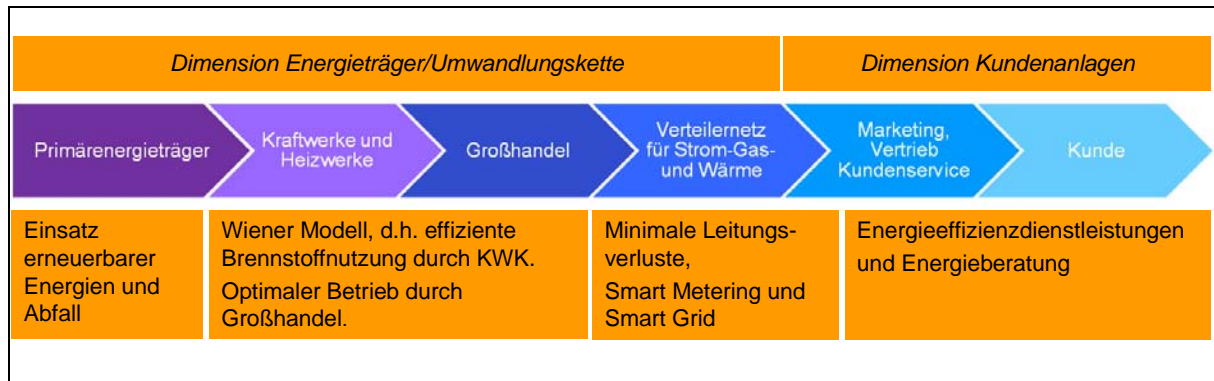 Dimension Energieträger/Umwandlungskette
Dimension Kundenanlagen
Primärenergieträger
Kraftwerke und
Heizwerke
Großhandel
Verteilernetz
für Strom-Gas-
und Wärme
Marketing,
Vertrieb
Kundenservice
Kunde
Einsatz
erneuerbarer
Energien und
Abfall
Wiener Modell, d.h. effiziente
Brennstoffnutzung durch KWK.
Optimaler Betrieb durch
Großhandel.
Minimale Leitungs-
verluste,
Smart Metering und
Smart Grid
Energieeffizienzdienstleistungen
und Energieberatung